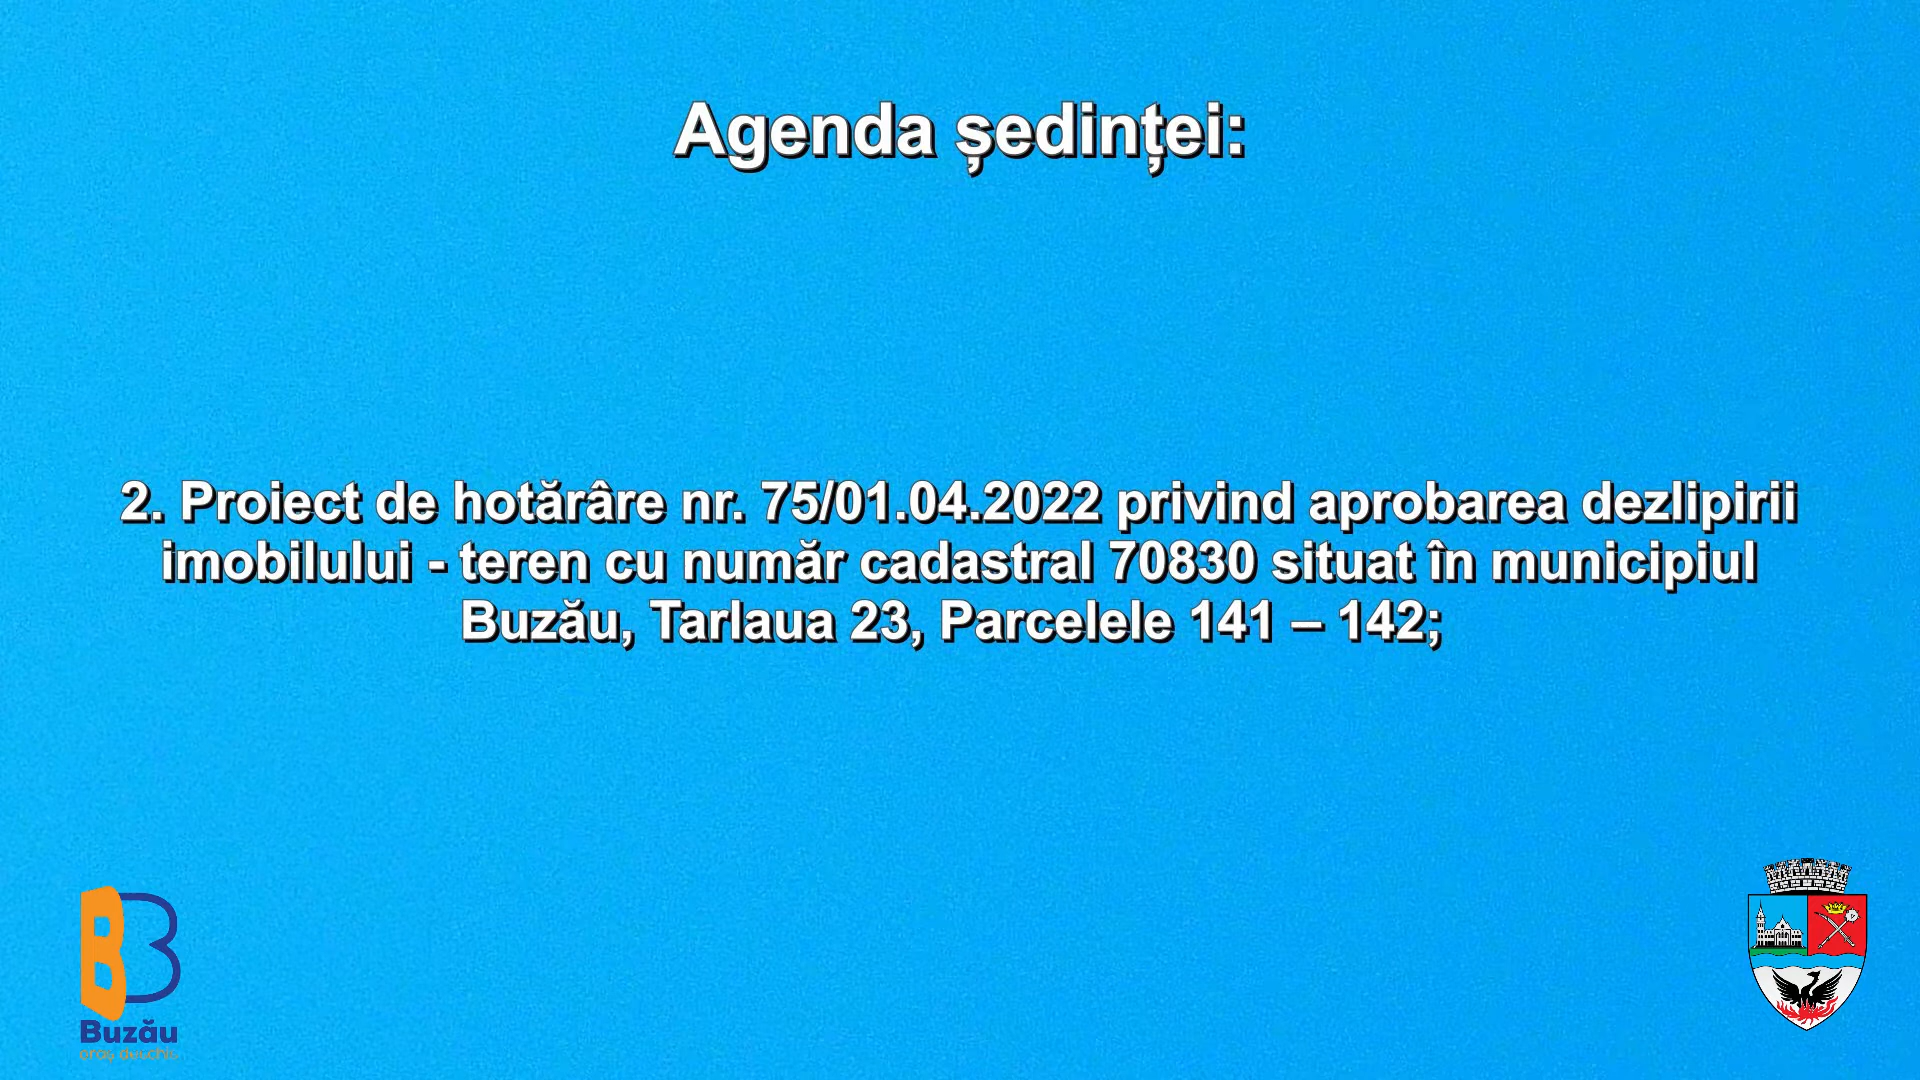 Agenda ședinței:
2. Proiect de hotărâre nr. 75/01.04.2022 privind aprobarea dezlipirii
imobilului - teren cu număr cadastral 70830 situat în municipiul
Buzău, Tarlaua 23, Parcelele 141 – 142;
Buzău
oraș deschis